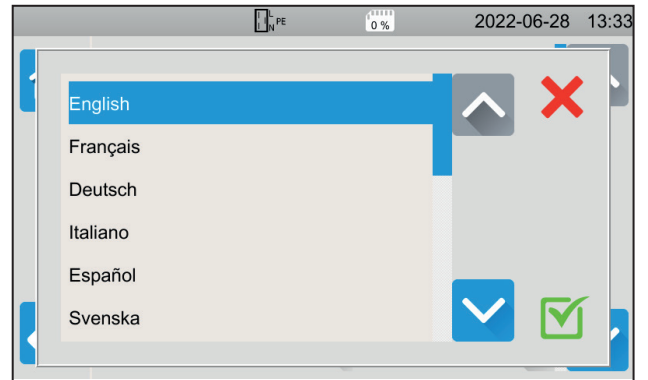 L
N PE 0 % 2022-06-28 13:33
English
Français
Deutsch
Italiano
Español
Svenska